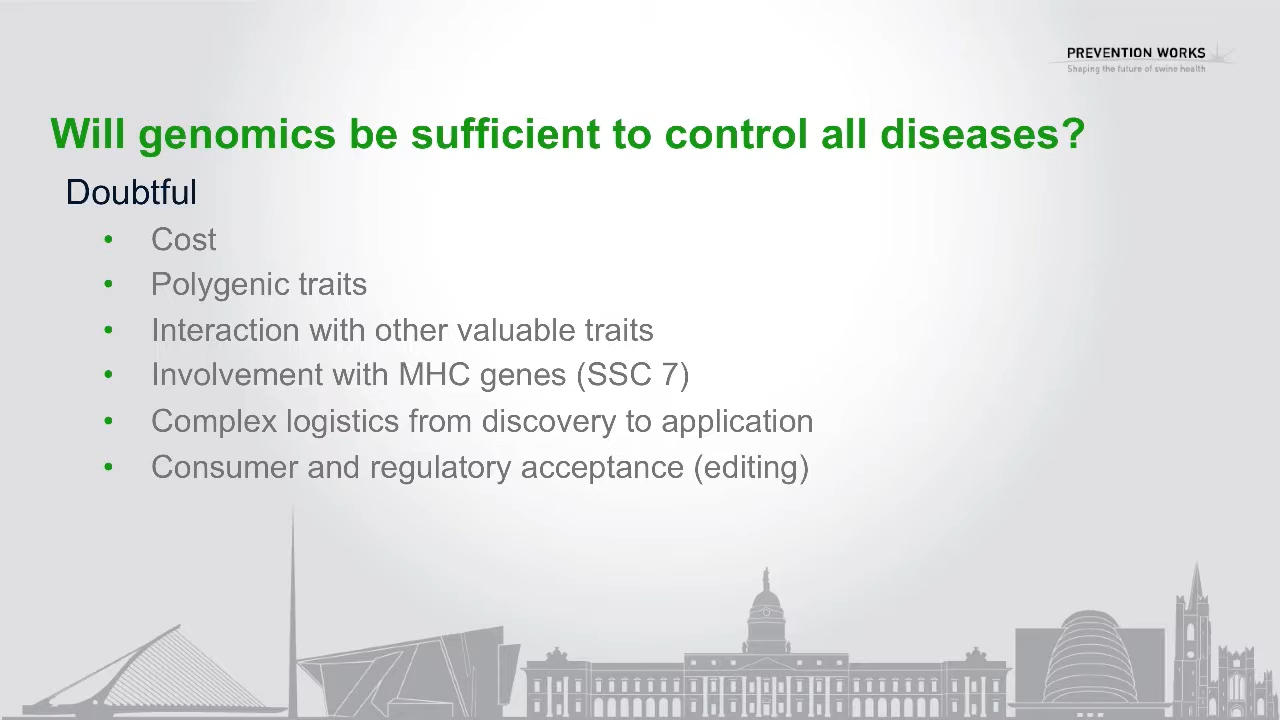 PREVENTION WORKS
Shaping the future of swine health
Will genomics be sufficient to control all diseases?
Doubtful
• Cost
• Polygenic traits
• Interaction with other valuable traits
• Involvement with MHC genes (SSC 7)
• Complex logistics from discovery to application
• Consumer and regulatory acceptance (editing)